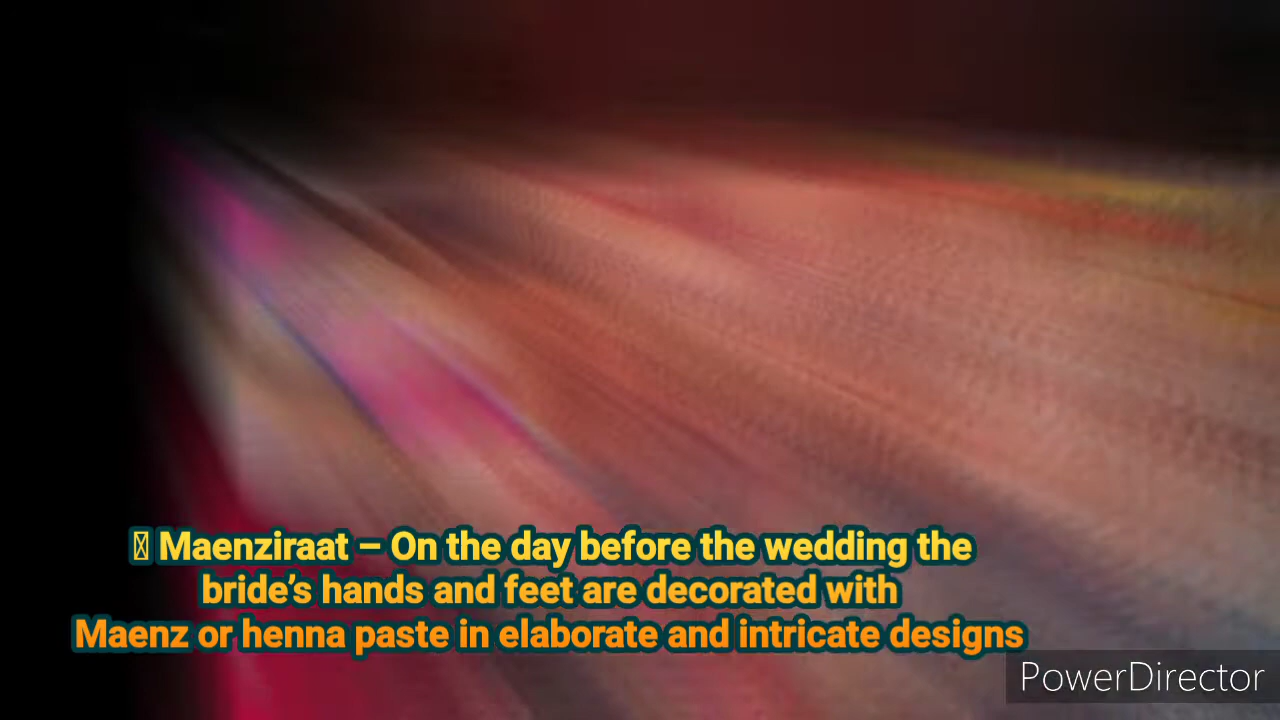 Maenziraat – On the day before the wedding the
bride’s hands and feet are decorated with
Maenz or henna paste in elaborate and intricate designs
PowerDirector